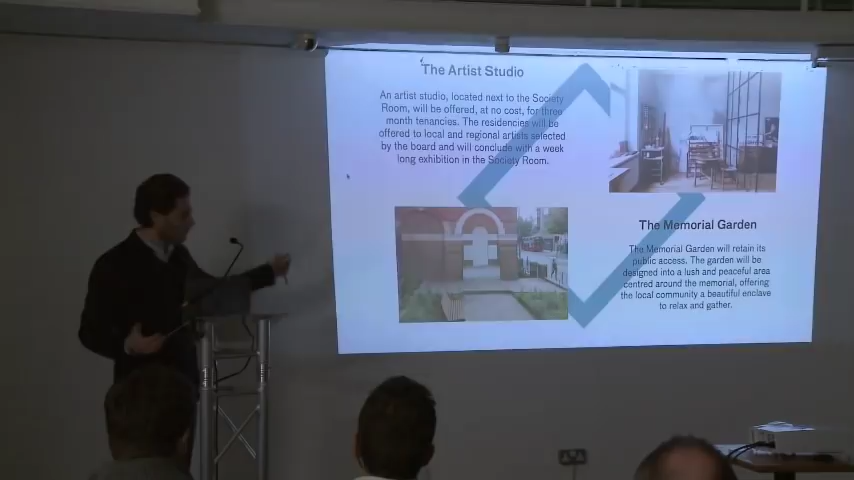 The Artist Studio
An artist studio, located next to the Society
Room, will be offered, at no cost, for three
month tenancies. The residencies will be
offered to local and regional artists selected
by the board and will conclude with a week
long exhibition in the Society Room.
The Memorial Garden
The Memorial Garden will retain its
public access. The garden will be
designed into a lush and peaceful area
centred around the memorial, offering
the local community a beautiful enclave
to relax and gather.